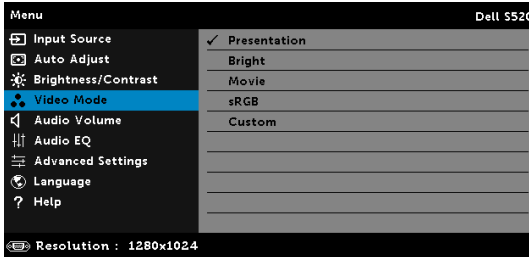 Menu
Dell S520
Input Source
Auto Adjust
Brightness/Contrast
Video Mode
Audio Volume
Audio EQ
Advanced Settings
Language
? Help
✓ Presentation
Bright
Movie
sRGB
Custom
Resolution : 1280x1024